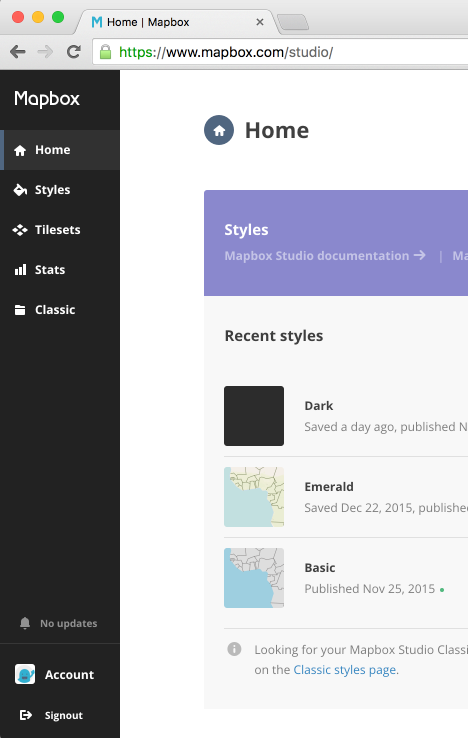 Home | Mapbox
https://www.mapbox.com/studio/
Mapbox
Home
Styles
Tilesets
Stats
Classic
No updates
Account
Signout
Home
Styles
Mapbox Studio documentation → |
Recent styles
Dark
Saved a day ago, published
Emerald
Saved Dec 22, 2015, publishe
Basic
Published Nov 25, 2015
Looking for your Mapbox Studio Classi
on the Classic styles page.